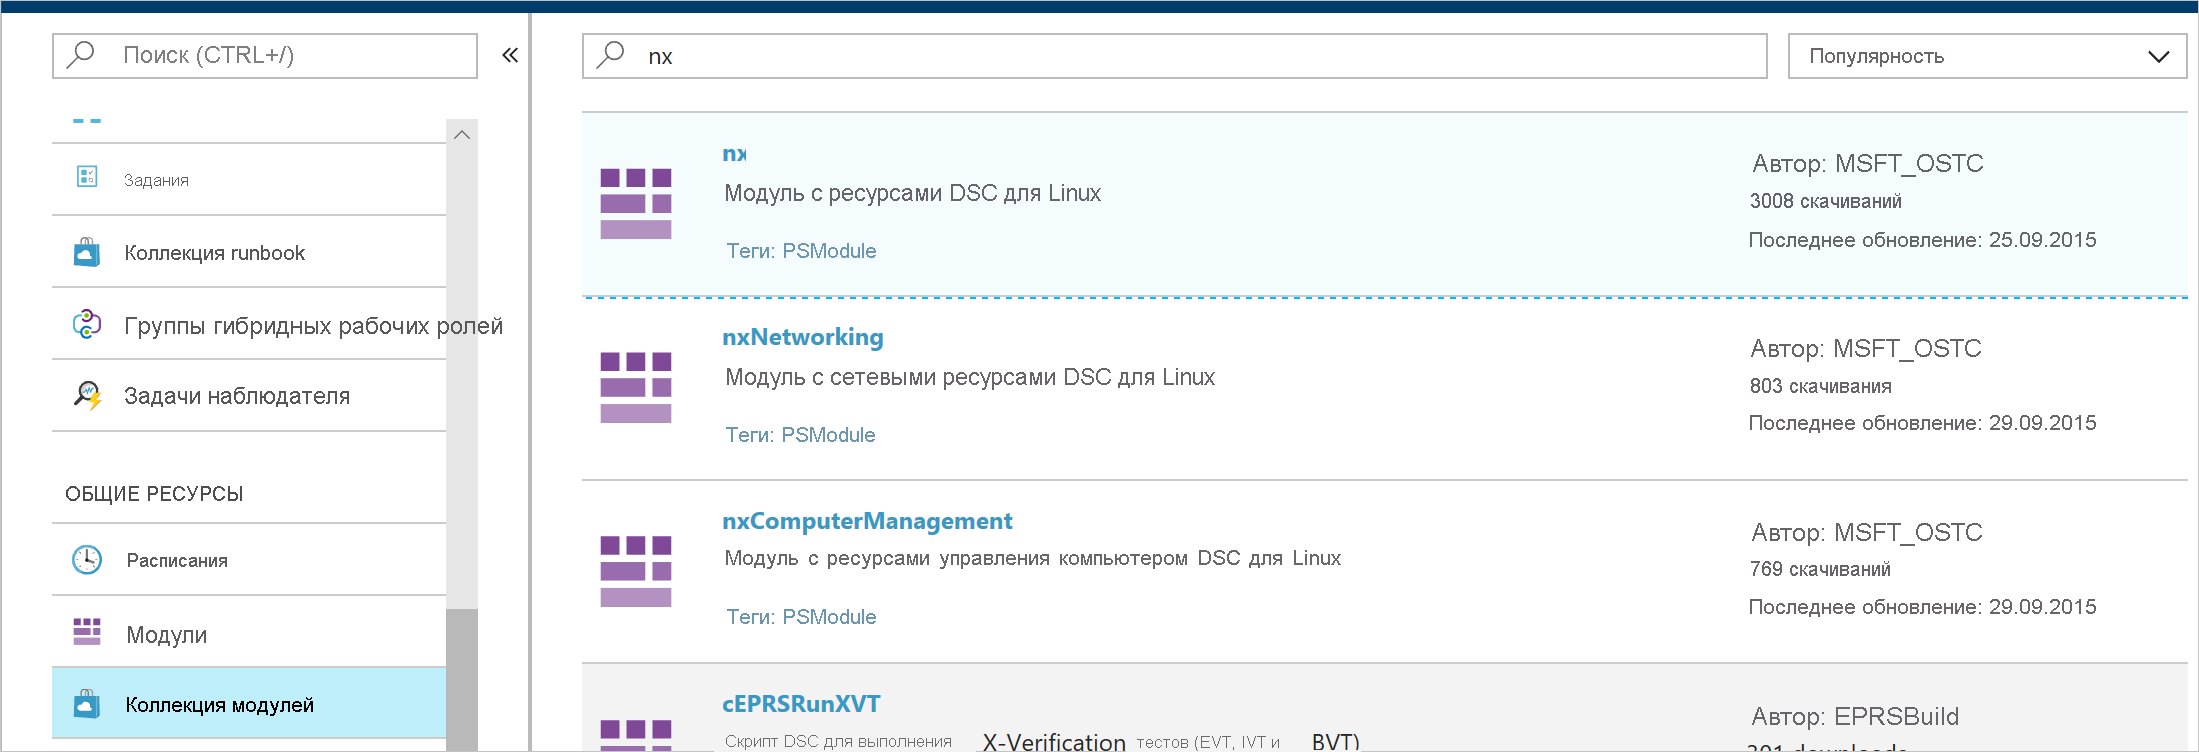 Поиск (CTRL+/)
«
Задания
Коллекция runbook
Группы гибридных рабочих ролей
Задачи наблюдателя
ОБЩИЕ РЕСУРСЫ
Расписания
Модули
Коллекция модулей
nx
Популярность
nx
Модуль с ресурсами DSC для Linux
Теги: PSModule
Автор: MSFT_OSTC
3008 скачиваний
Последнее обновление: 25.09.2015
nxNetworking
Модуль с сетевыми ресурсами DSC для Linux
Теги: PSModule
Автор: MSFT_OSTC
803 скачивания
Последнее обновление: 29.09.2015
nxComputerManagement
Модуль с ресурсами управления компьютером DSC для Linux
Теги: PSModule
Автор: MSFT_OSTC
769 скачиваний
Последнее обновление: 29.09.2015
cEPRSRunXVT
Скрипт DSC для выполнения X-Verification тестов (EVT, IVT и BVT)
Автор: EPRSBuild
301 downloads